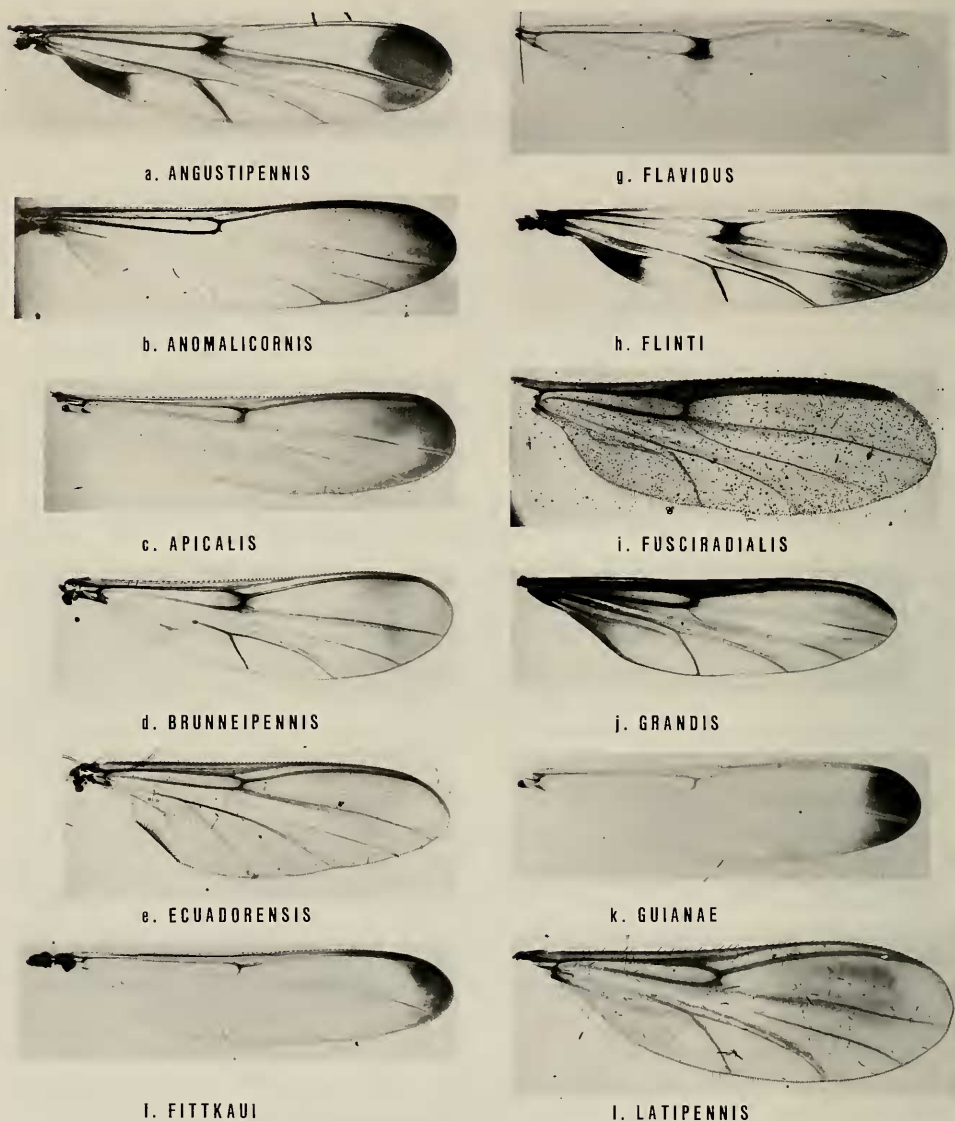 a. ANGUSTIPENNIS
b. ANOMALICORNIS
c. APICALIS
d. BRUNNEIPENNIS
e. ECUADORENSIS
f. FITTKAUI
g. FLAVIDUS
h. FLINTI
i. FUSCIRADIALIS
j. GRANDIS
k. GUIANAE
l. LATIPENNIS